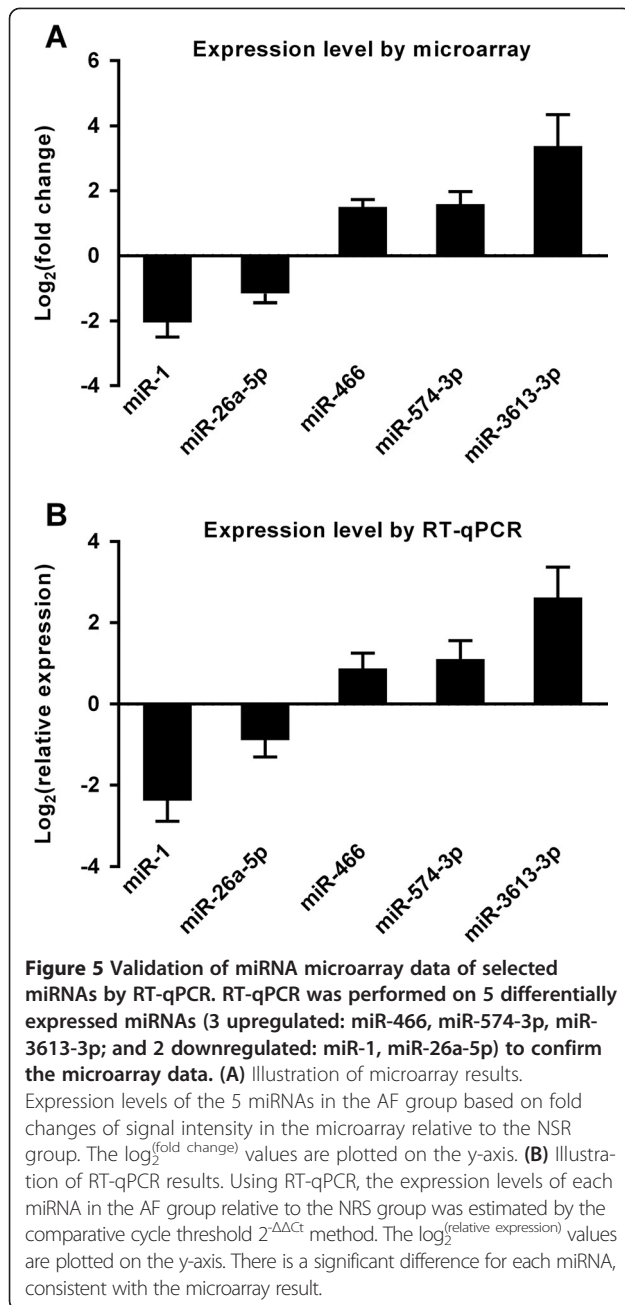 A
Expression level by microarray
6
4
2
0
-2
-4
Log2(fold change)
miR-1
miR-26a-5p
miR-466
miR-574-3p
miR-3613-3p
B
Expression level by RT-qPCR
4
2
0
-2
-4
Log2(relative expression)
miR-1
miR-26a-5p
miR-466
miR-574-3p
miR-3613-3p
Figure 5 Validation of miRNA microarray data of selected
miRNAs by RT-qPCR. RT-qPCR was performed on 5 differentially
expressed miRNAs (3 upregulated: miR-466, miR-574-3p, miR-
3613-3p; and 2 downregulated: miR-1, miR-26a-5p) to confirm
the microarray data. (A) Illustration of microarray results.
Expression levels of the 5 miRNAs in the AF group based on fold
changes of signal intensity in the microarray relative to the NSR
group. The log2(fold change) values are plotted on the y-axis. (B) Illustra-
tion of RT-qPCR results. Using RT-qPCR, the expression levels of each
miRNA in the AF group relative to the NRS group was estimated by the
comparative cycle threshold 2-ΔΔCt method. The log2(relative expression) values
are plotted on the y-axis. There is a significant difference for each miRNA,
consistent with the microarray result.